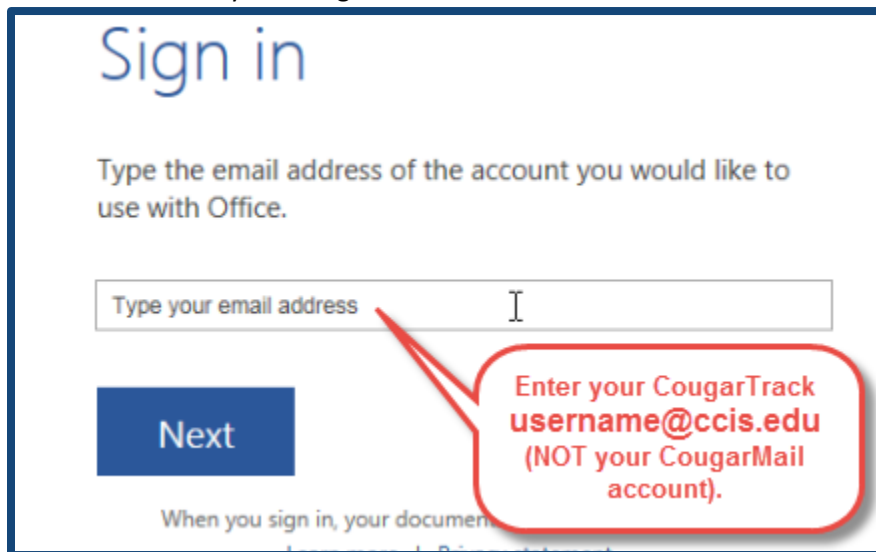 Sign in
Type the email address of the account you would like to
use with Office.
Type your email address
Enter your CougarTrack
username@ccis.edu
(NOT your CougarMail
account).
Next
When you sign in, your documen